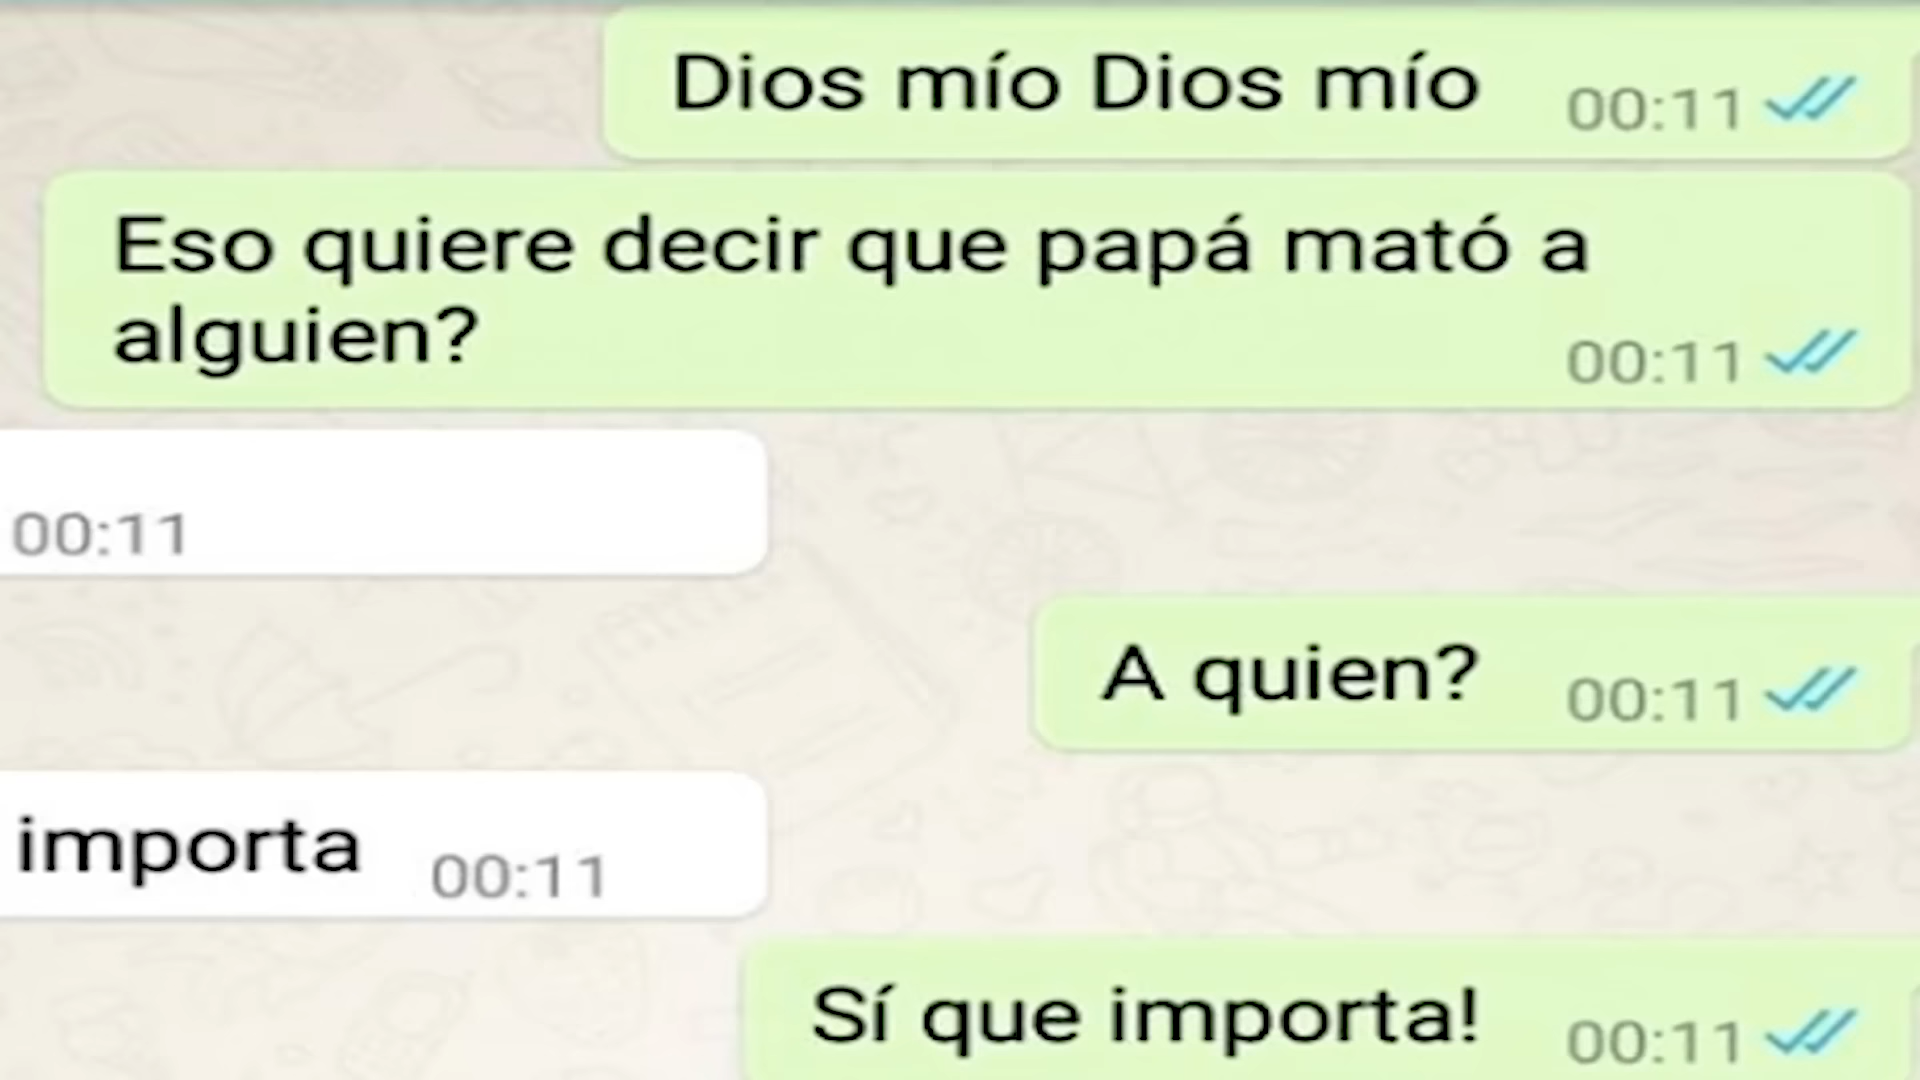 Dios mío Dios mío 00:11
Eso quiere decir que papá mató a
alguien? 00:11
00:11
A quien? 00:11
importa 00:11
Sí que importa! 00:11